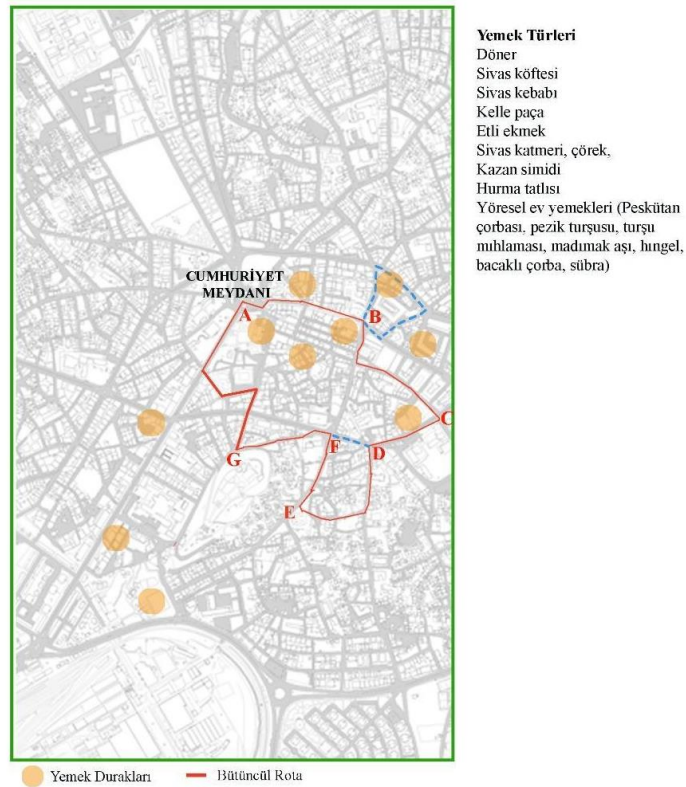 Yemek Türleri
Döner
Sivas köftesi
Sivas kebabı
Kelle paça
Etli ekmek
Sivas katmeri, çörek,
Kazan simidi
Hurma tatlısı
Yöresel ev yemekleri (Peskütan
çorbası, pezik turşusu, turşu
mıhlaması, madımak aşı, hıngel,
bacaklı çorba, sübra)
CUMHURİYET
MEYDANI
A
B
C
D
F
G
E
Yemek Durakları
Bütüncül Rota